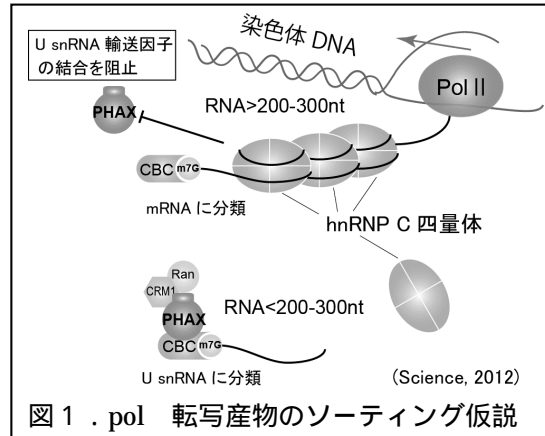 U snRNA 輸送因子
の結合を阻止
染色体 DNA
Pol II
PHAX
RNA>200-300nt
CBC m7G
mRNA に分類
hnRNP C 四量体
Ran
CRM1
PHAX
RNA<200-300nt
CBC m7G
U snRNA に分類
(Science, 2012)
図1．pol 転写産物のソーティング仮説